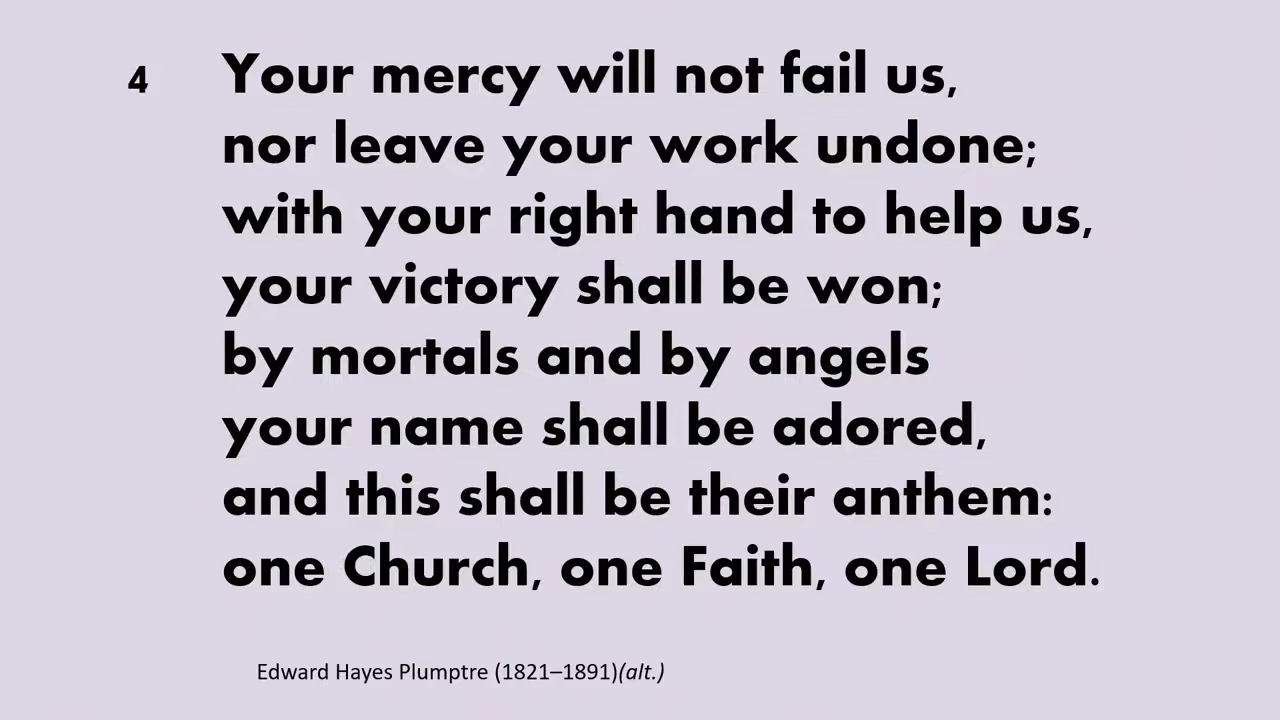 4 Your mercy will not fail us,
nor leave your work undone;
with your right hand to help us,
your victory shall be won;
by mortals and by angels
your name shall be adored,
and this shall be their anthem:
one Church, one Faith, one Lord.
Edward Hayes Plumptre (1821–1891)(alt.)